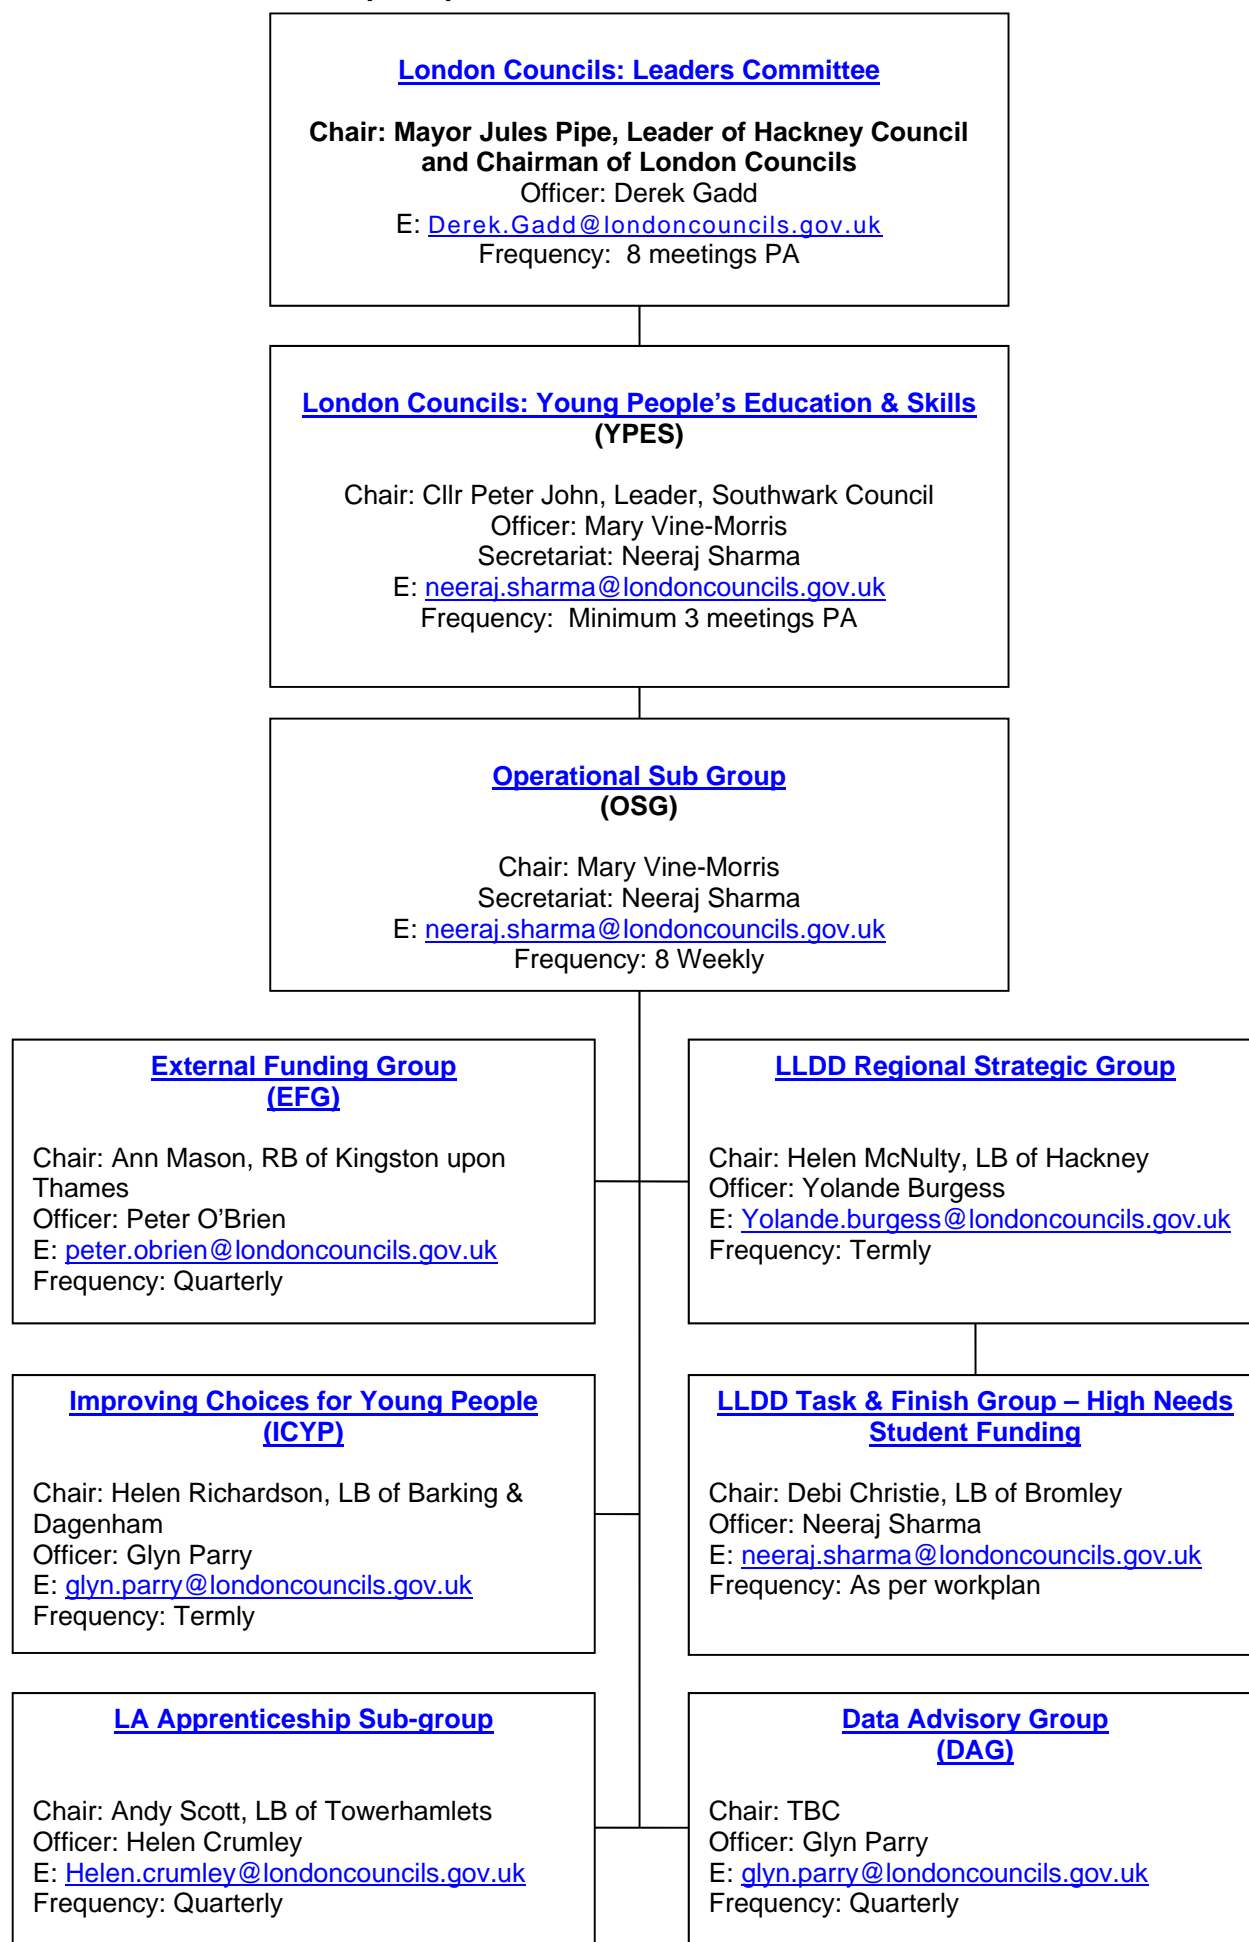 London Councils: Leaders Committee
Chair: Mayor Jules Pipe, Leader of Hackney Council
and Chairman of London Councils
Officer: Derek Gadd
E: Derek.Gadd@londoncouncils.gov.uk
Frequency:  8 meetings PA
London Councils: Young People’s Education & Skills
(YPES)
Chair: Cllr Peter John, Leader, Southwark Council
Officer: Mary Vine-Morris
Secretariat: Neeraj Sharma
E: neeraj.sharma@londoncouncils.gov.uk
Frequency:  Minimum 3 meetings PA
Operational Sub Group
(OSG)
Chair: Mary Vine-Morris
Secretariat: Neeraj Sharma
E: neeraj.sharma@londoncouncils.gov.uk
Frequency: 8 Weekly
External Funding Group
(EFG)
Chair: Ann Mason, RB of Kingston upon
Thames
Officer: Peter O’Brien
E: peter.obrien@londoncouncils.gov.uk
Frequency: Quarterly
LLDD Regional Strategic Group
Chair: Helen McNulty, LB of Hackney
Officer: Yolande Burgess
E: Yolande.burgess@londoncouncils.gov.uk
Frequency: Termly
Improving Choices for Young People
(ICYP)
Chair: Helen Richardson, LB of Barking &
Dagenham
Officer: Glyn Parry
E: glyn.parry@londoncouncils.gov.uk
Frequency: Termly
LLDD Task & Finish Group – High Needs
Student Funding
Chair: Debi Christie, LB of Bromley
Officer: Neeraj Sharma
E: neeraj.sharma@londoncouncils.gov.uk
Frequency: As per workplan
LA Apprenticeship Sub-group
Chair: Andy Scott, LB of Towerhamlets
Officer: Helen Crumley
E: Helen.crumley@londoncouncils.gov.uk
Frequency: Quarterly
Data Advisory Group
(DAG)
Chair: TBC
Officer: Glyn Parry
E: glyn.parry@londoncouncils.gov.uk
Frequency: Quarterly